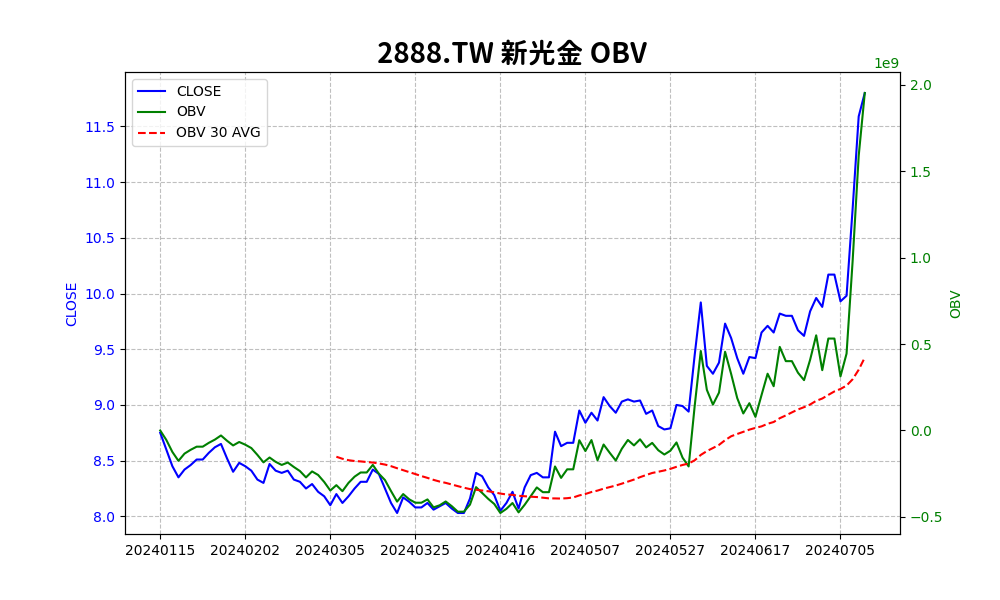 2888.TW 新光金 OBV
1e9
CLOSE
OBV
OBV 30 AVG
CLOSE
11.5
11.0
10.5
10.0
9.5
9.0
8.5
8.0
2.0
1.5
1.0
0.5
0.0
−0.5
OBV
20240115 20240202 20240305 20240325 20240416 20240507 20240527 20240617 20240705